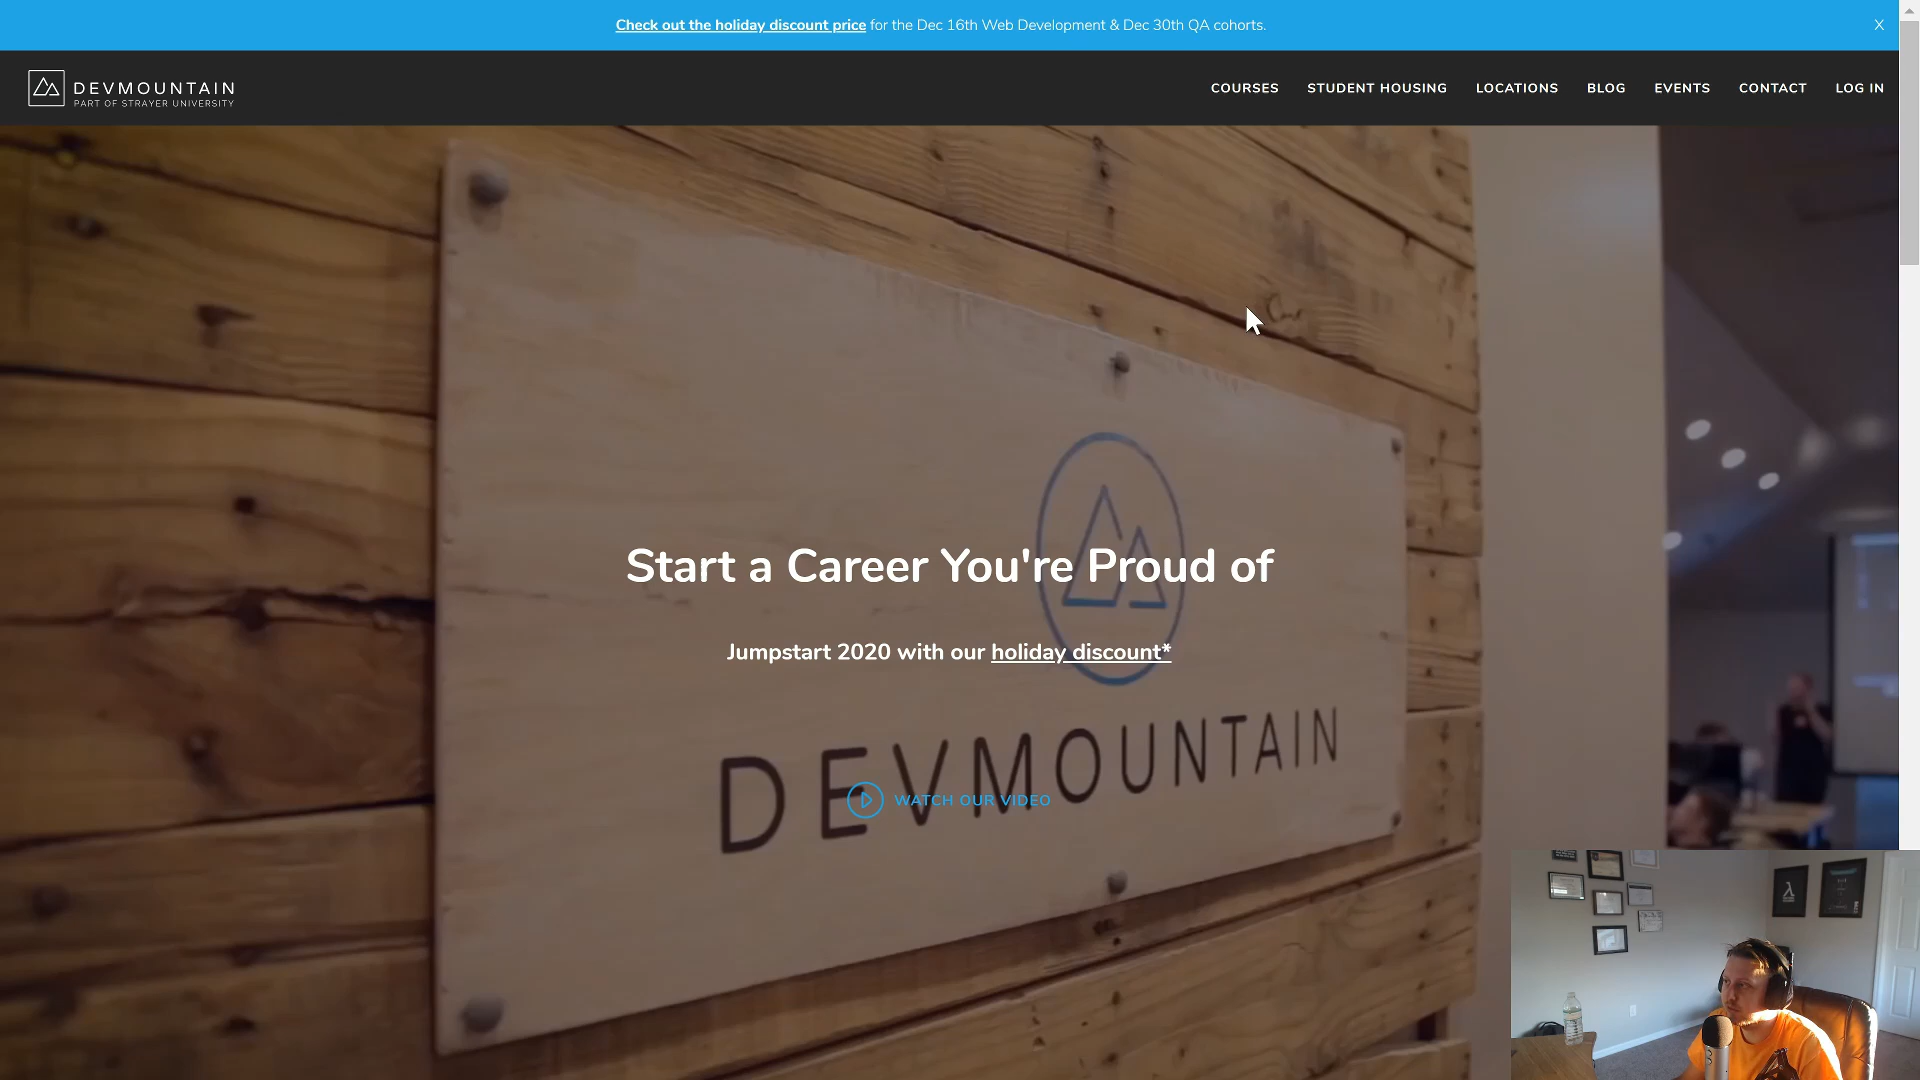 Check out the holiday discount price for the Dec 16th Web Development & Dec 30th QA cohorts.
X
DEVMOUNTAIN
PART OF STRAYER UNIVERSITY
COURSES
STUDENT HOUSING
LOCATIONS
BLOG
EVENTS
CONTACT
LOG IN
Start a Career You're Proud of
Jumpstart 2020 with our holiday discount*
DEVMOUNTAIN
WATCH OUR VIDEO